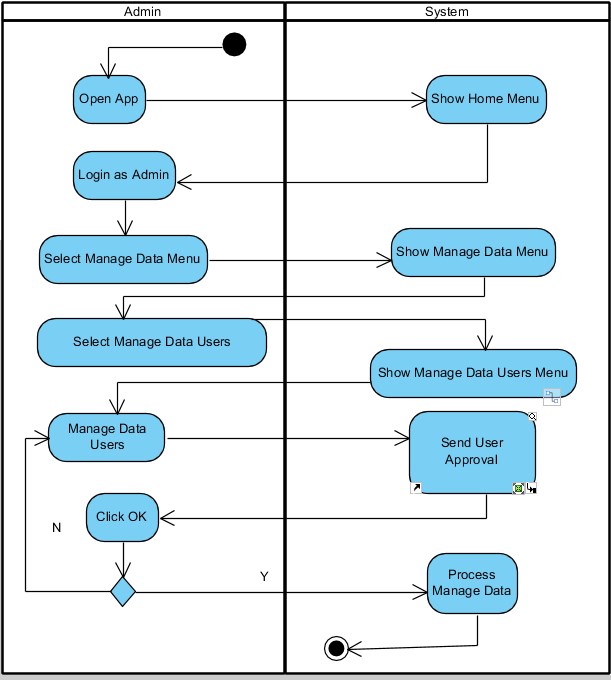 Admin
System
Open App
Show Home Menu
Login as Admin
Select Manage Data Menu
Show Manage Data Menu
Select Manage Data Users
Show Manage Data Users Menu
Manage Data
Users
Send User
Approval
Click OK
N
Y
Process
Manage Data